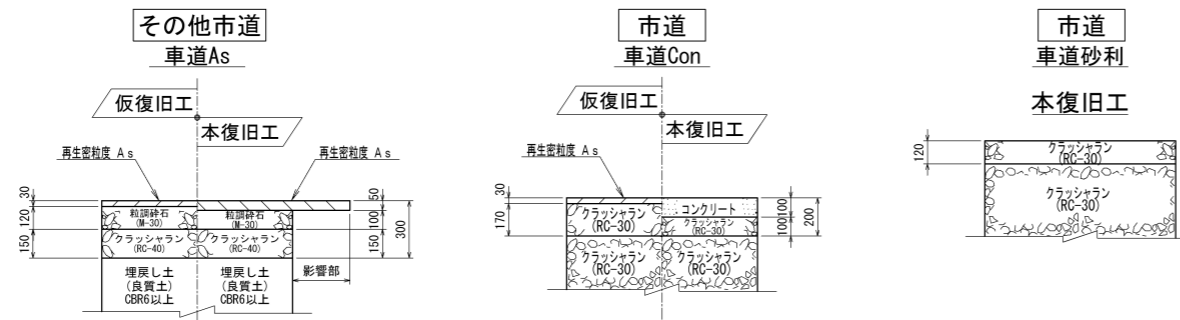 その他市道
車道As
仮復旧工
本復旧工
再生密粒度 As
再生密粒度 As
30
120
150
粒調砕石
(M-30)
粒調砕石
(M-30)
クラッシャラン
(RC-40)
クラッシャラン
(RC-40)
50
100
150
300
埋戻し土
(良質土)
CBR6以上
埋戻し土
(良質土)
CBR6以上
影響部
市道
車道Con
仮復旧工
本復旧工
再生密粒度 As
30
170
クラッシャラン
(RC-30)
コンクリート
クラッシャラン
(RC-30)
100
100
200
クラッシャラン
(RC-30)
クラッシャラン
(RC-30)
市道
車道砂利
本復旧工
120
クラッシャラン
(RC-30)
クラッシャラン
(RC-30)